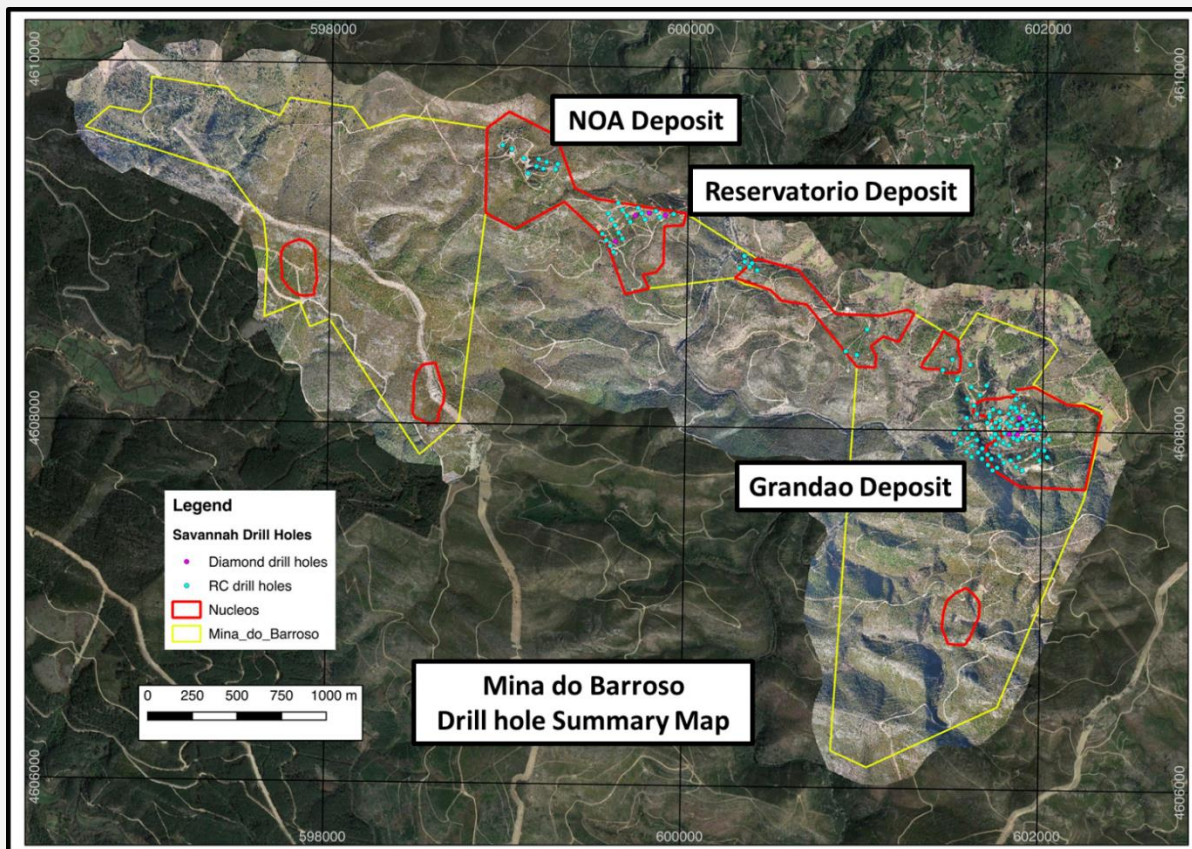 598000
600000
602000
4610000
4610000
NOA Deposit
Reservatorio Deposit
4608000
4608000
Grandao Deposit
Legend
Savannah Drill Holes
Diamond drill holes
RC drill holes
Nucleos
Mina_do_Barroso
0 250 500 750 1000 m
Mina do Barroso
Drill hole Summary Map
4606000
4606000
598000
600000
602000